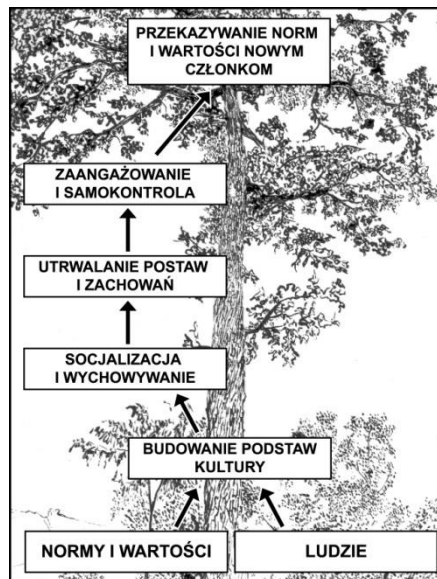 PRZEKAZYWANIE NORM
I WARTOŚCI NOWYM
CZŁONKOM
ZAANGAŻOWANIE
I SAMOKONTROLA
UTRWALANIE POSTAW
I ZACHOWAŃ
SOCJALIZACJA
I WYCHOWYWANIE
BUDOWANIE PODSTAW
KULTURY
NORMY I WARTOŚCI
LUDZIE